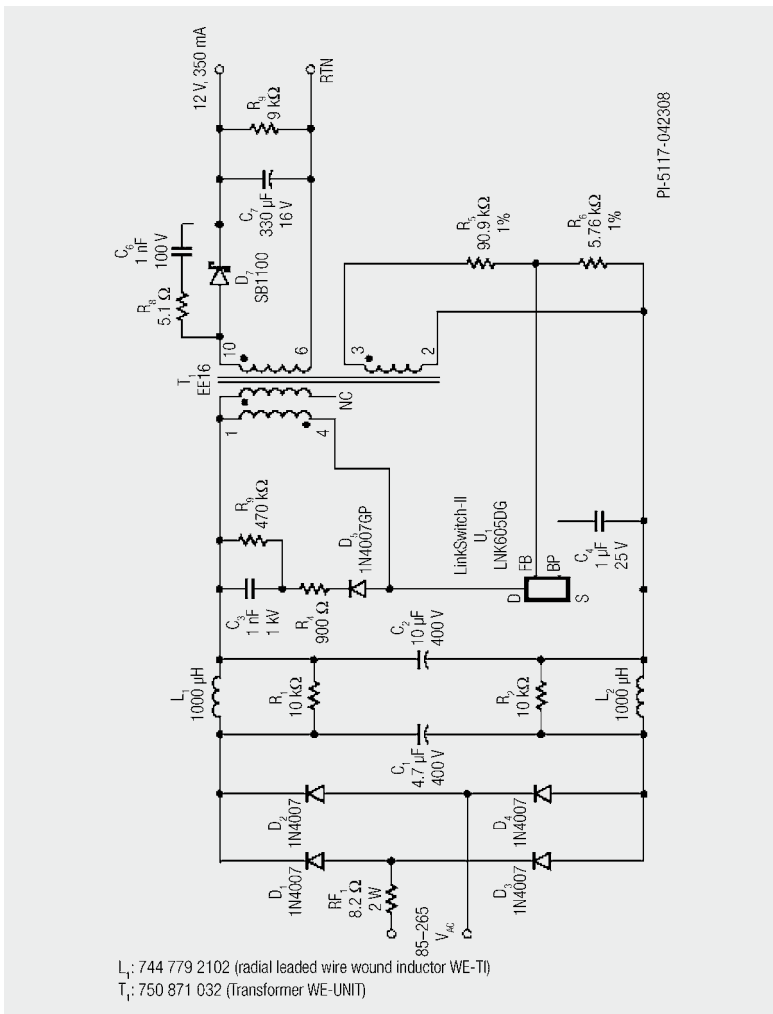 12 V, 350 mA
RTN
R9
9 kΩ
C7
330 µF
16 V
C6
1 nF
100 V
D7
SB1100
R8
5.1 Ω
10
6
T1
EE16
3
2
R5
90.9 kΩ
1%
R6
5.76 kΩ
1%
PI-5117-042308
1
4
NC
R9
470 kΩ
C3
1 nF
1 kV
R4
900 Ω
D5
1N4007GP
LinkSwitch-II
U1
LNK605DG
D
FB
BP
S
C4
1 µF
25 V
L1
1000 µH
R1
10 kΩ
C2
10 µF
400 V
C1
4.7 µF
400 V
R2
10 kΩ
L2
1000 µH
D2
1N4007
D4
1N4007
D1
1N4007
D3
1N4007
RF1
8.2 Ω
2 W
85–265
VAC
L1: 744 779 2102 (radial leaded wire wound inductor WE-TI)
T1: 750 871 032 (Transformer WE-UNIT)